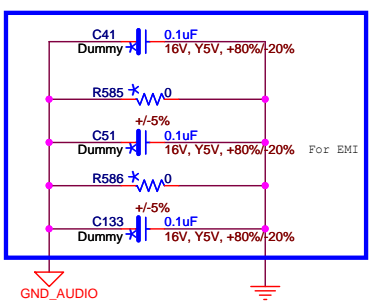 C41 0.1uF
Dummy 16V, Y5V, +80%/-20%
R585 0
+/-5%
C51 0.1uF
Dummy 16V, Y5V, +80%/-20%
For EMI
R586 0
+/-5%
C133 0.1uF
Dummy 16V, Y5V, +80%/-20%
GND_AUDIO